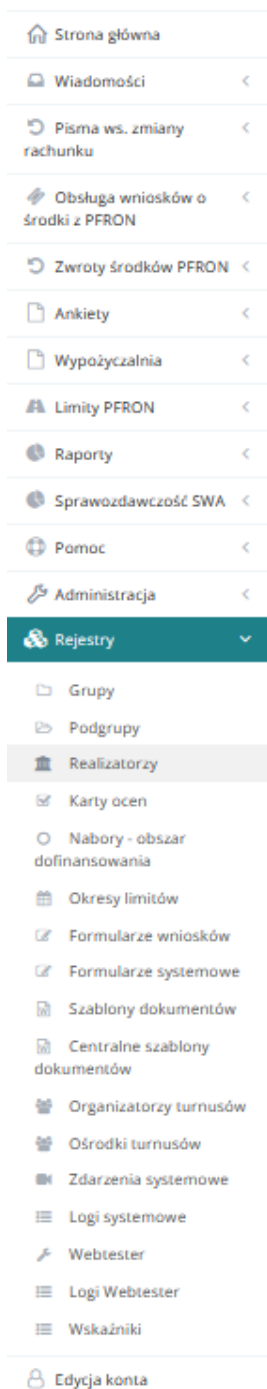 Strona główna
Wiadomości
Pisma ws. zmiany
rachunku
Obsługa wniosków o
środki z PFRON
Zwroty środków PFRON
Ankiety
Wypożyczalnia
Limity PFRON
Raporty
Sprawozdawczość SWA
Pomoc
Administracja
Rejestry
Grupy
Podgrupy
Realizatorzy
Karty ocen
Nabory - obszar
dofinansowania
Okresy limitów
Formularze wniosków
Formularze systemowe
Szablony dokumentów
Centralne szablony
dokumentów
Organizatorzy turnusów
Ośrodki turnusów
Zdarzenia systemowe
Logi systemowe
Webtester
Logi Webtester
Wskaźniki
Edycja konta